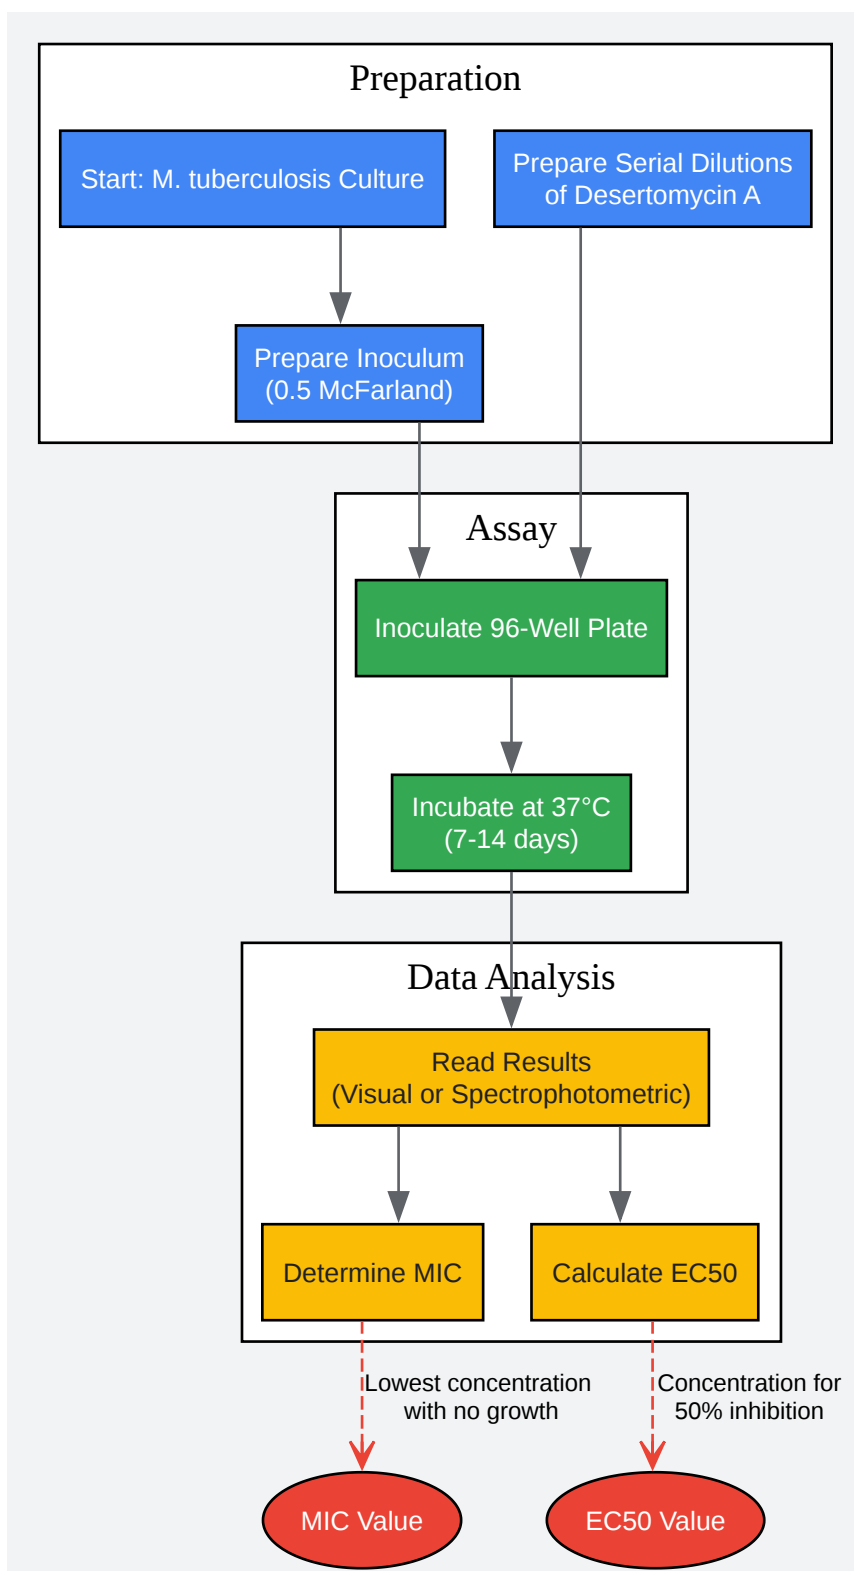 Preparation
Start: M. tuberculosis Culture
Prepare Serial Dilutions
of Desertomycin A
Prepare Inoculum
(0.5 McFarland)
Assay
Inoculate 96-Well Plate
Incubate at 37°C
(7-14 days)
Data Analysis
Read Results
(Visual or Spectrophotometric)
Determine MIC
Calculate EC50
Lowest concentration
with no growth
Concentration for
50% inhibition
MIC Value
EC50 Value